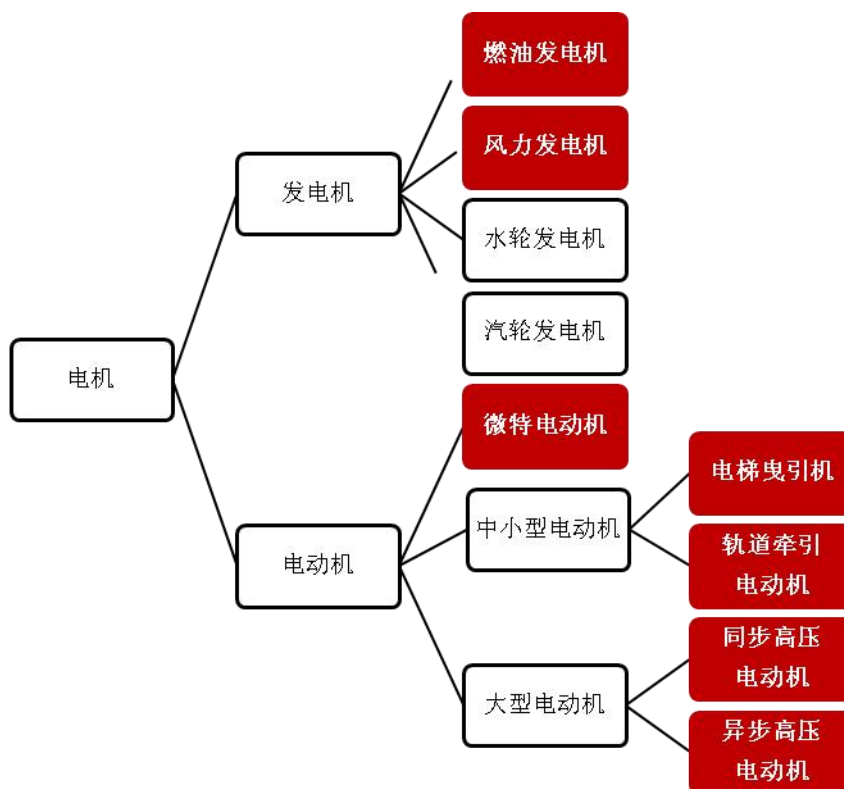 燃油发电机
风力发电机
发电机
水轮发电机
汽轮发电机
电机
微特电动机
电梯曳引机
中小型电动机
轨道牵引
电动机
电动机
同步高压
电动机
大型电动机
异步高压
电动机